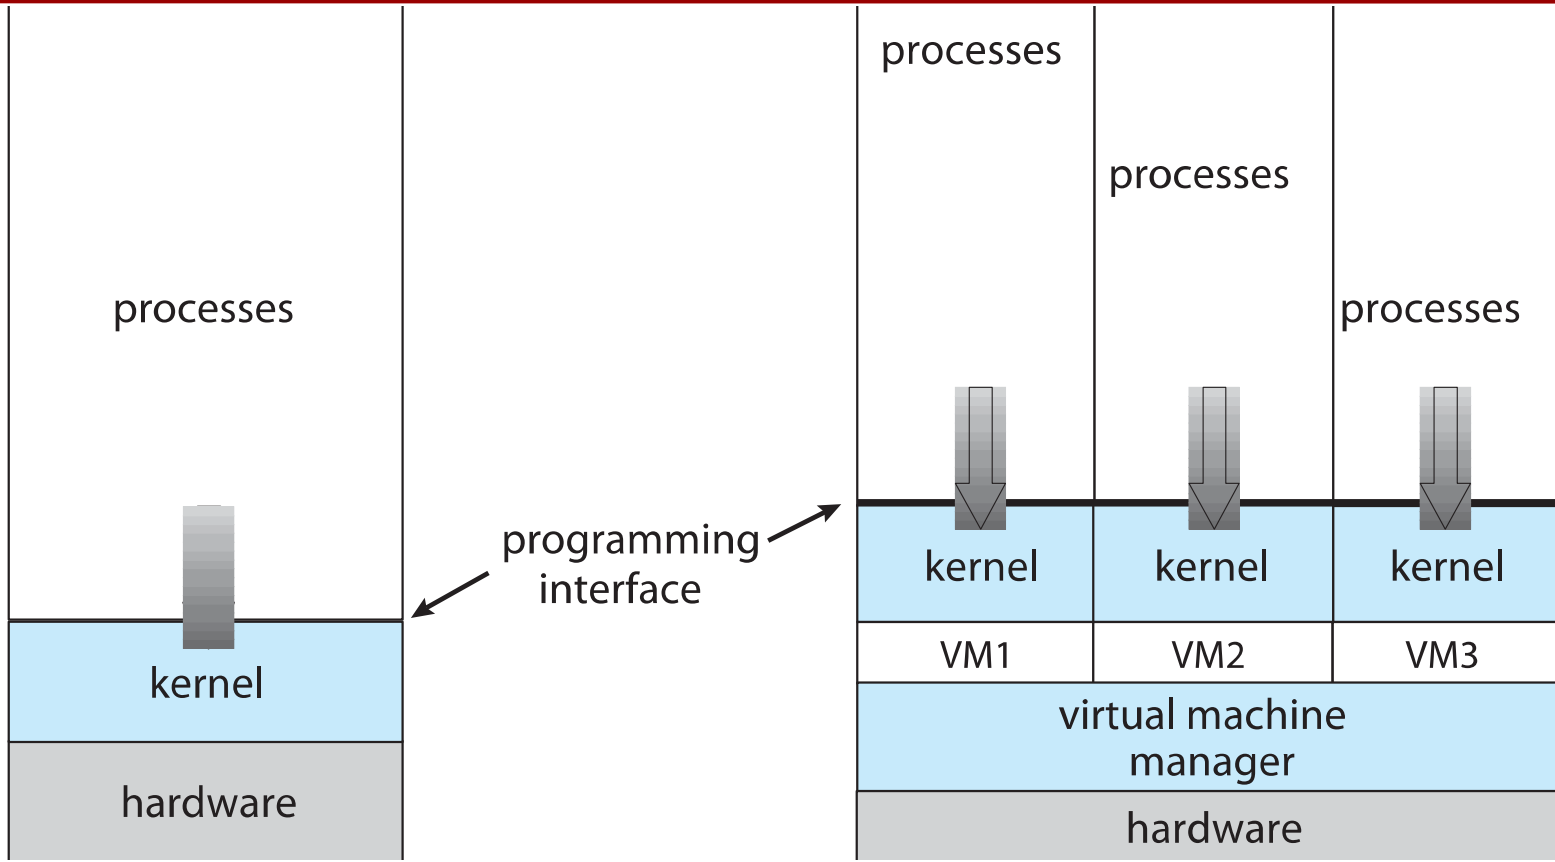 processes
kernel
hardware
programming
interface
processes
processes
processes
kernel
kernel
kernel
VM1
VM2
VM3
virtual machine
manager
hardware